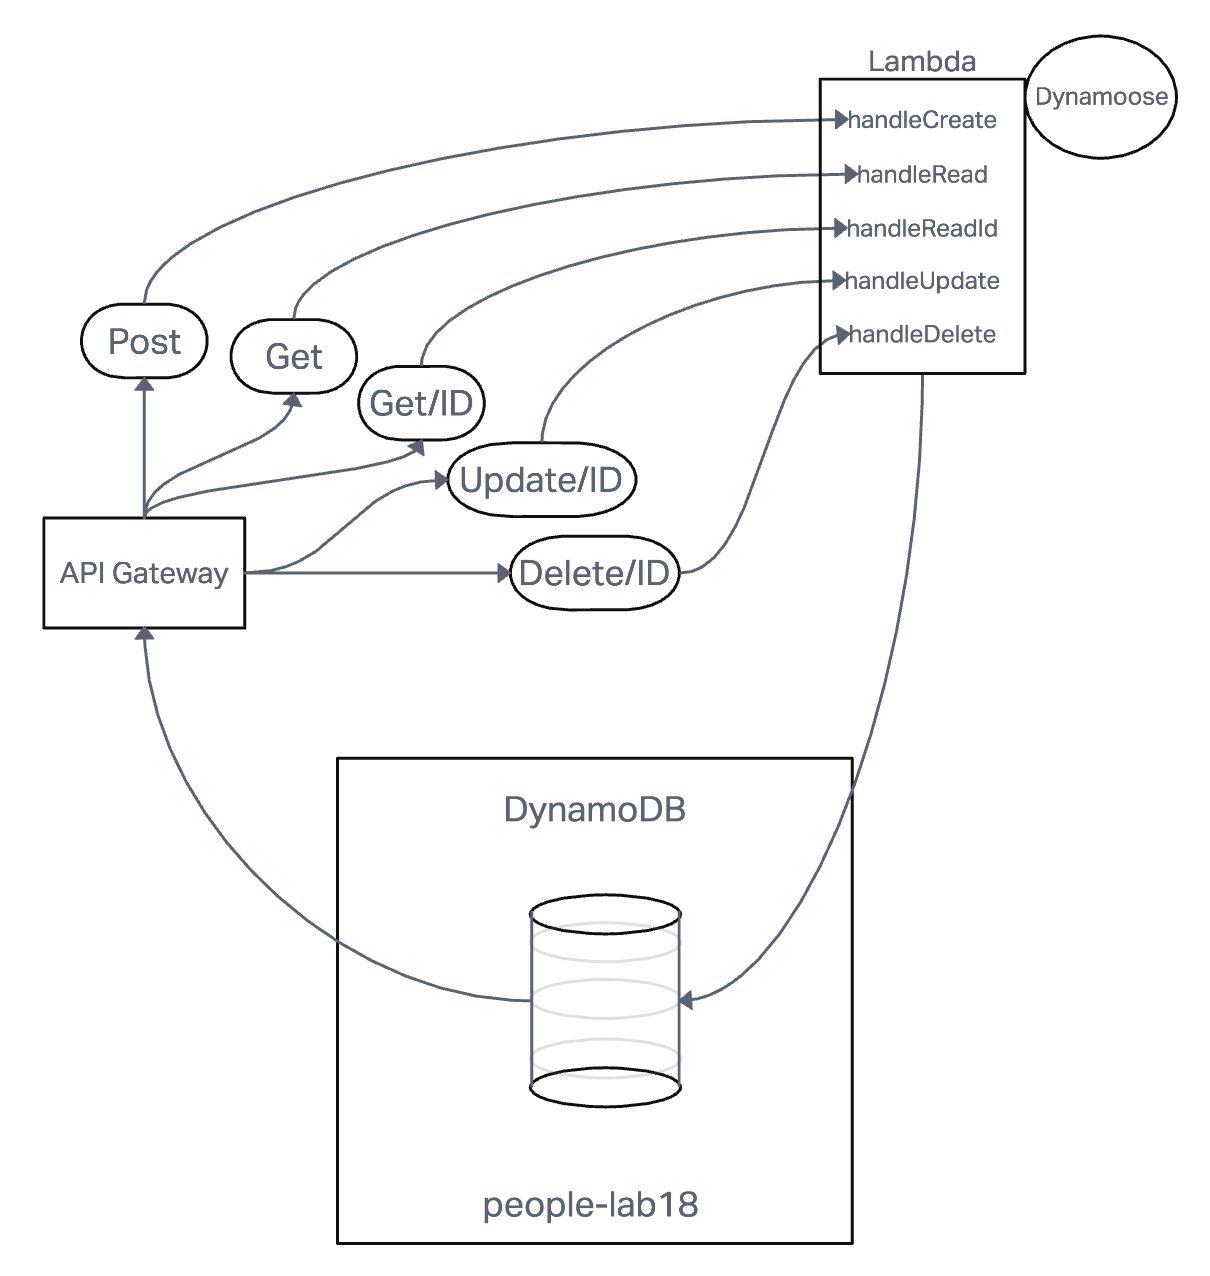 Lambda
Dynamoose
handleCreate
handleRead
handleReadId
handleUpdate
handleDelete
Post
Get
Get/ID
Update/ID
Delete/ID
API Gateway
DynamoDB
people-lab18